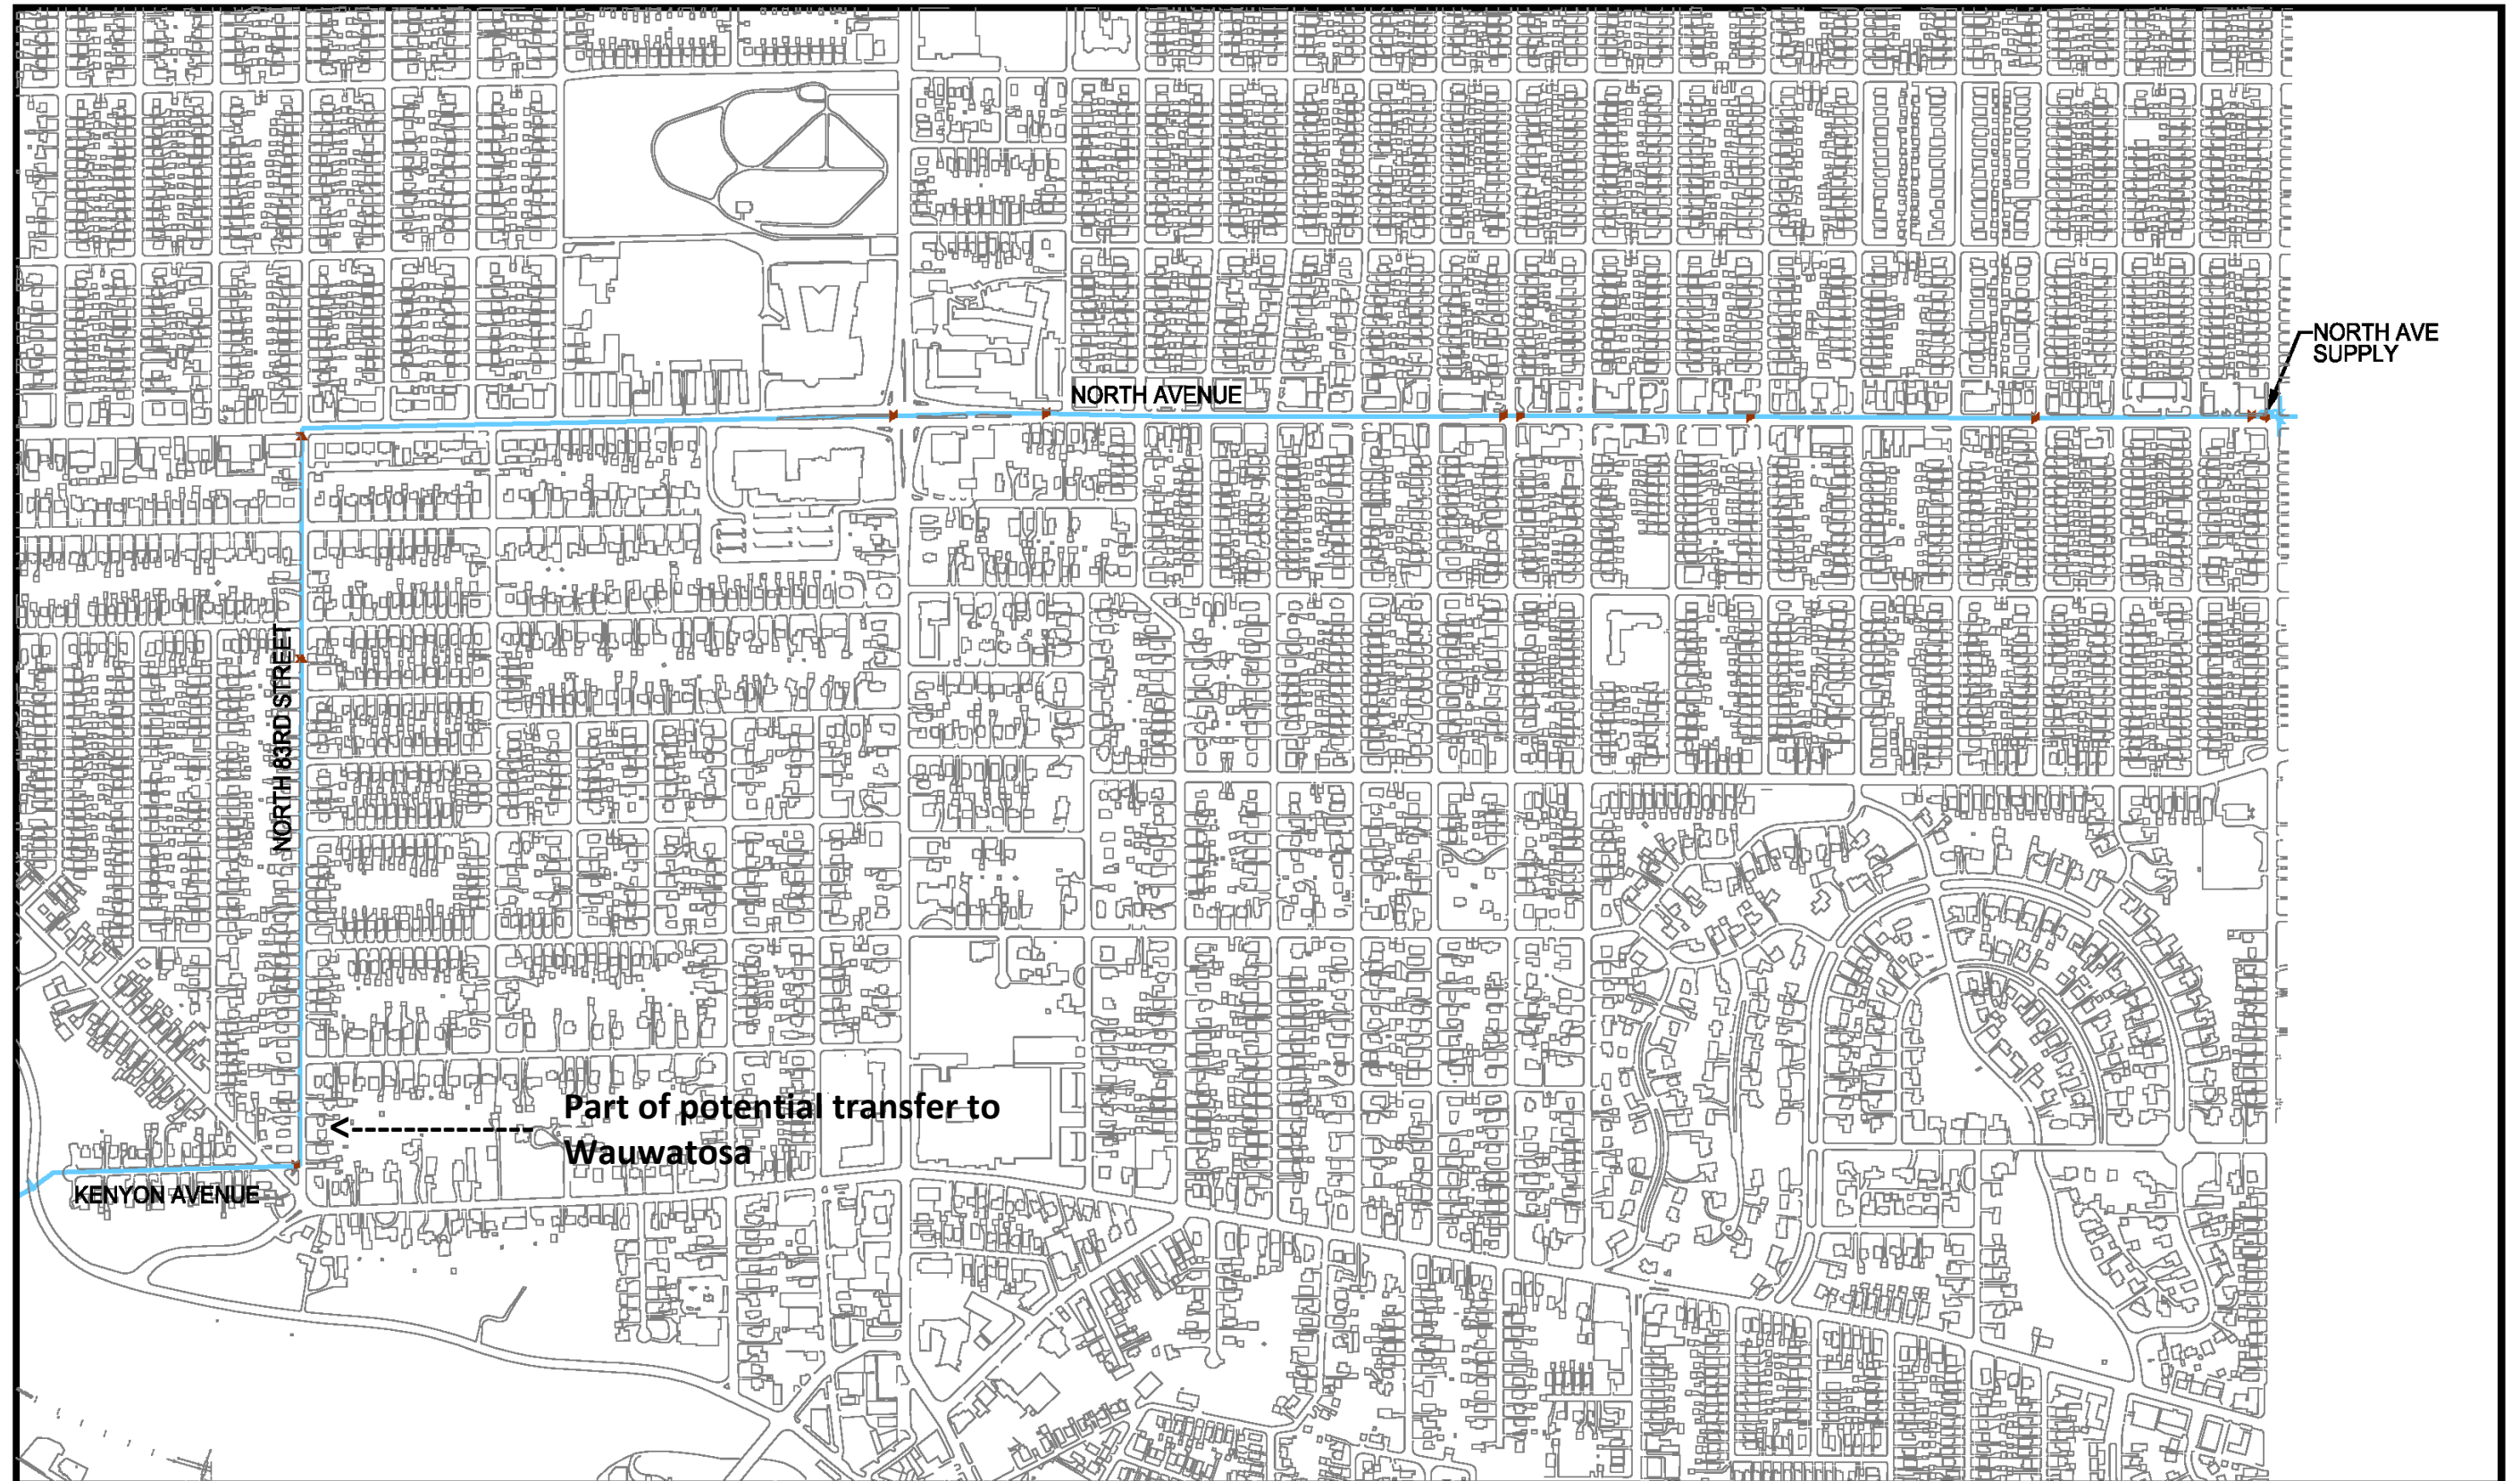 NORTH AVE
SUPPLY
NORTH AVENUE
NORTH 83RD STREET
Part of potential transfer to
Wauwatosa
KENYON AVENUE